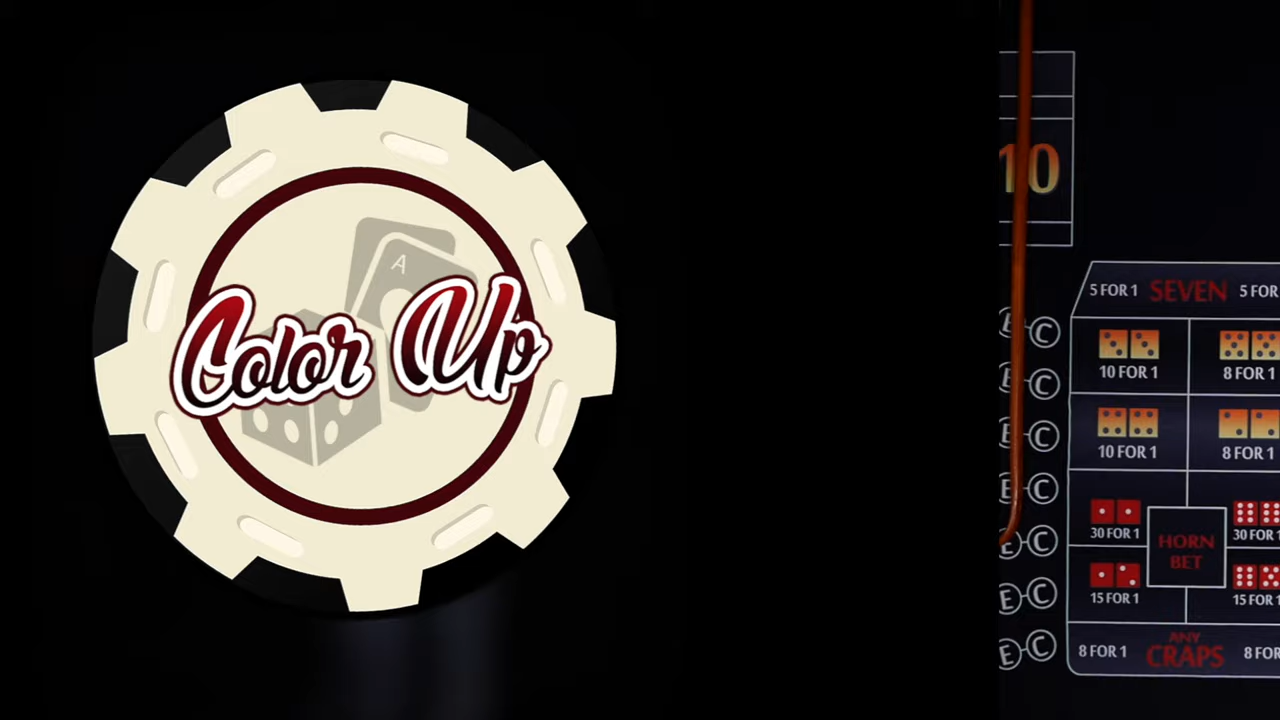 Color Up
A
10
5 FOR 1 SEVEN 5 FOR
10 FOR 1 8 FOR 1
10 FOR 1 8 FOR 1
30 FOR 1 30 FOR 1
HORN
BET
15 FOR 1 15 FOR 1
8 FOR 1 ANY CRAPS 8 FOR
E C
E C
E C
E C
E C
E C
E C